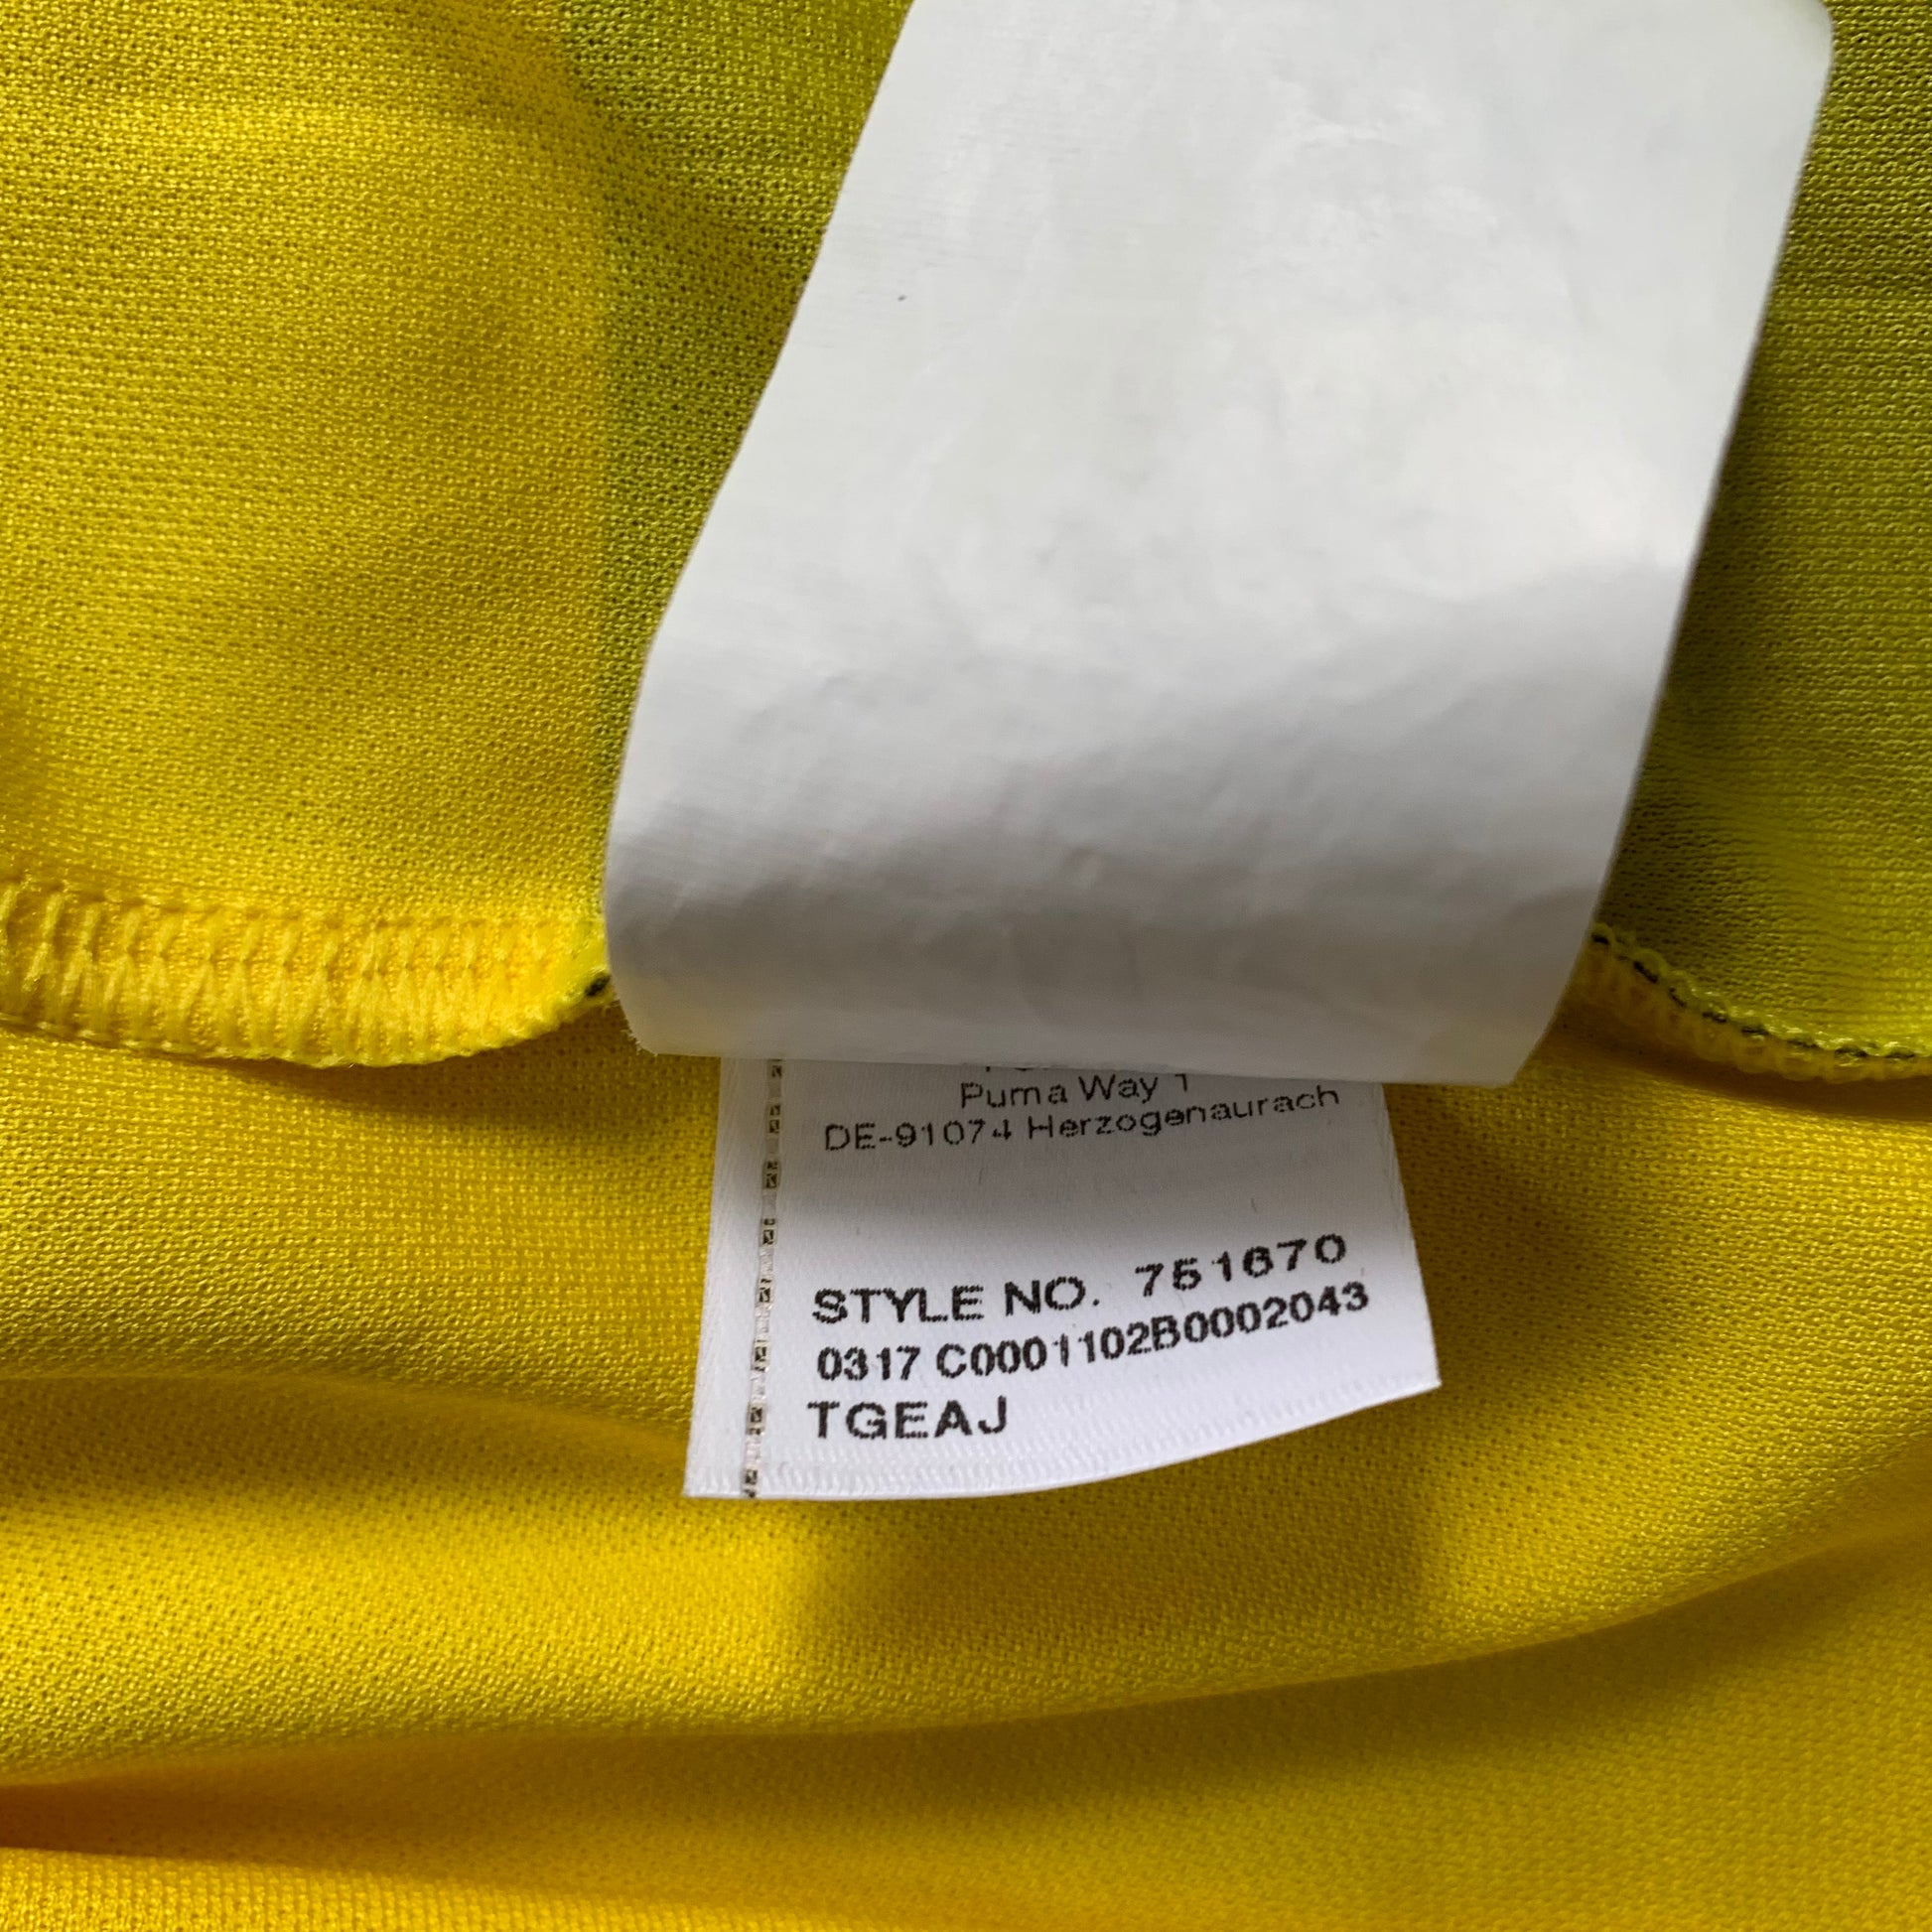 Puma Way 1
DE-91074 Herzogenaurach
STYLE NO. 751670
0317 C0001102B0002043
TGEAJ